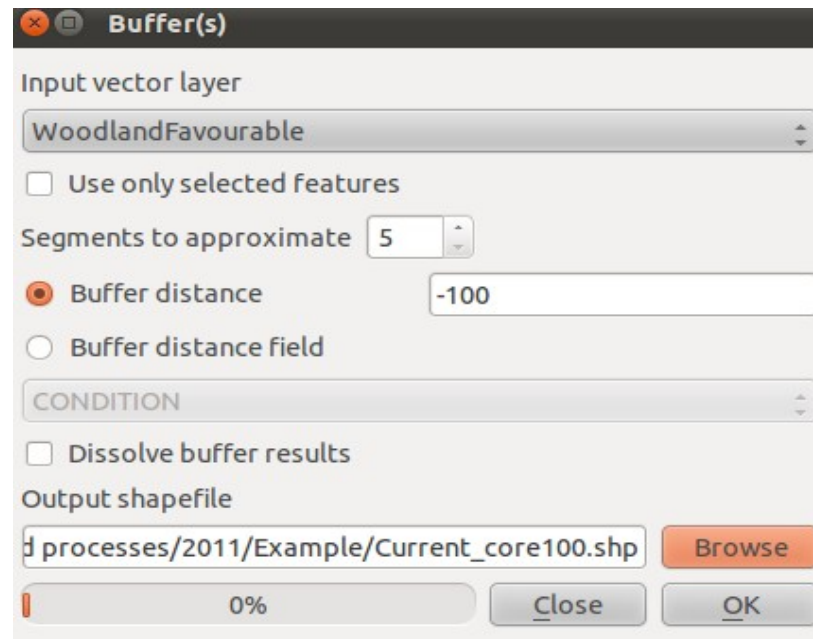 Buffer(s)
Input vector layer
WoodlandFavourable
Use only selected features
Segments to approximate 5
Buffer distance -100
Buffer distance field
CONDITION
Dissolve buffer results
Output shapefile
d processes/2011/Example/Current_core100.shp Browse
0% Close OK